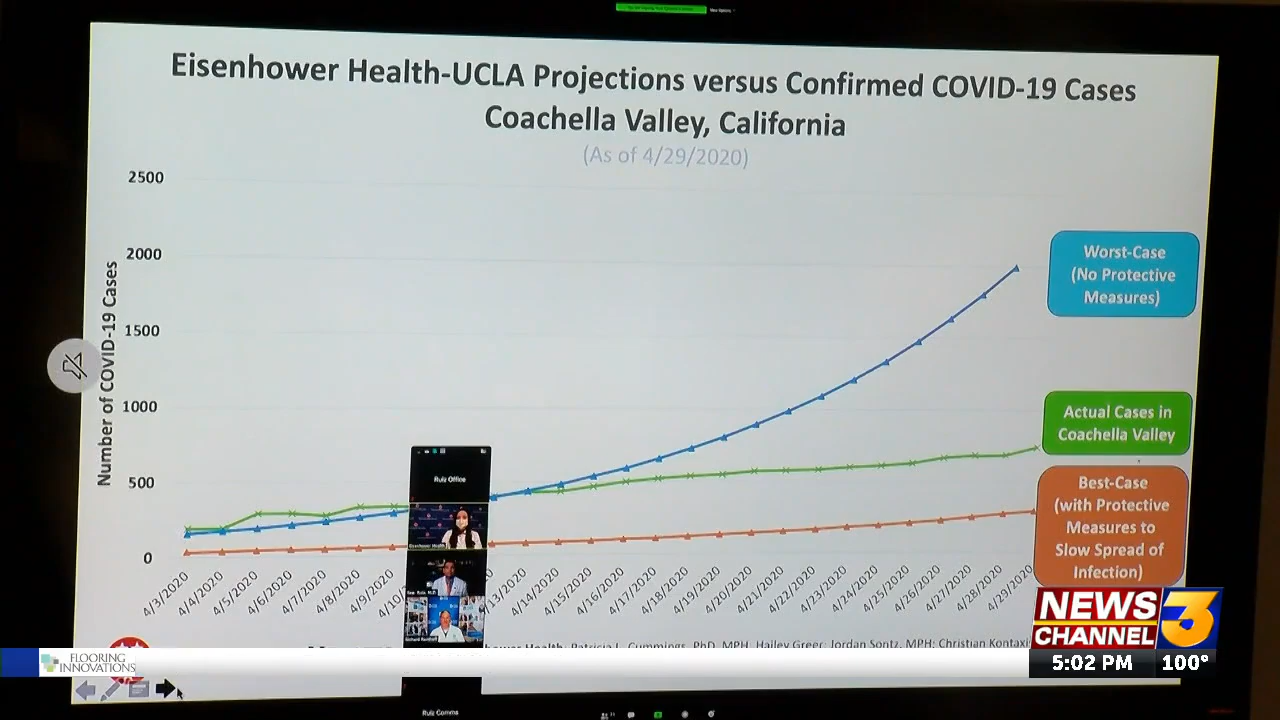 Eisenhower Health-UCLA Projections versus Confirmed COVID-19 Cases
Coachella Valley, California
(As of 4/29/2020)
2500
2000
1500
1000
500
0
Number of COVID-19 Cases
Worst-Case
(No Protective
Measures)
Actual Cases in
Coachella Valley
Best-Case
(with Protective
Measures to
Slow Spread of
Infection)
Ruiz Office
Eisenhower Health
4/3/2020
4/4/2020
4/5/2020
4/6/2020
4/7/2020
4/8/2020
4/9/2020
4/10
/13/2020
4/14/2020
4/15/2020
4/16/2020
4/17/2020
4/18/2020
4/19/2020
4/20/2020
4/21/2020
4/22/2020
4/23/2020
4/24/2020
4/25/2020
4/26/2020
4/27/2020
4/28/2020
4/29/2020
hower Health: Patricia L. Cummings, PhD, MPH, Hailey Greer, Jordan Sontz, MPH; Christian Kontaxi
NEWS
CHANNEL 3
5:02 PM 100°
FLOORING
INNOVATIONS
Ruiz Comms